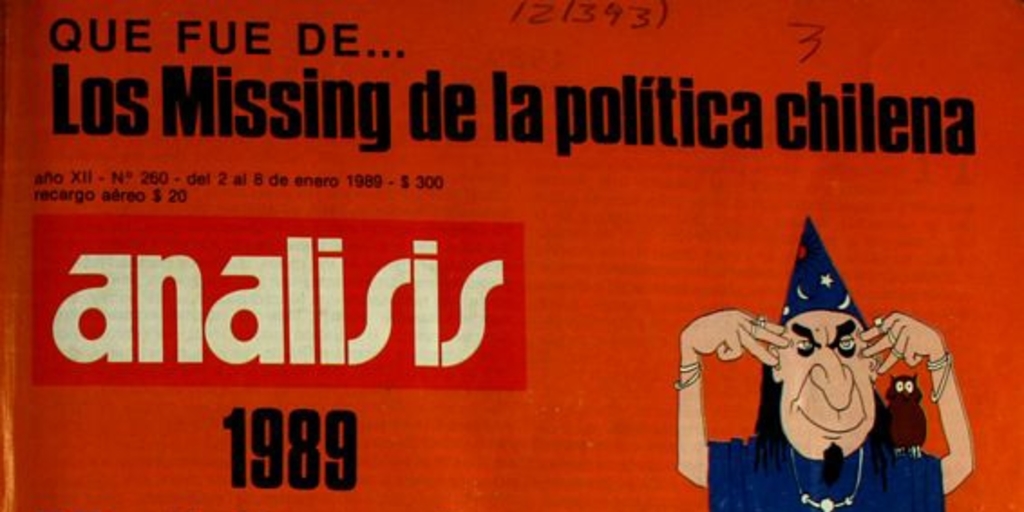 12(393)
3
QUE FUE DE...
Los Missing de la política chilena
año XII - Nº 260 - del 2 al 8 de enero 1989 - $ 300
recargo aéreo $ 20
analisis
1989